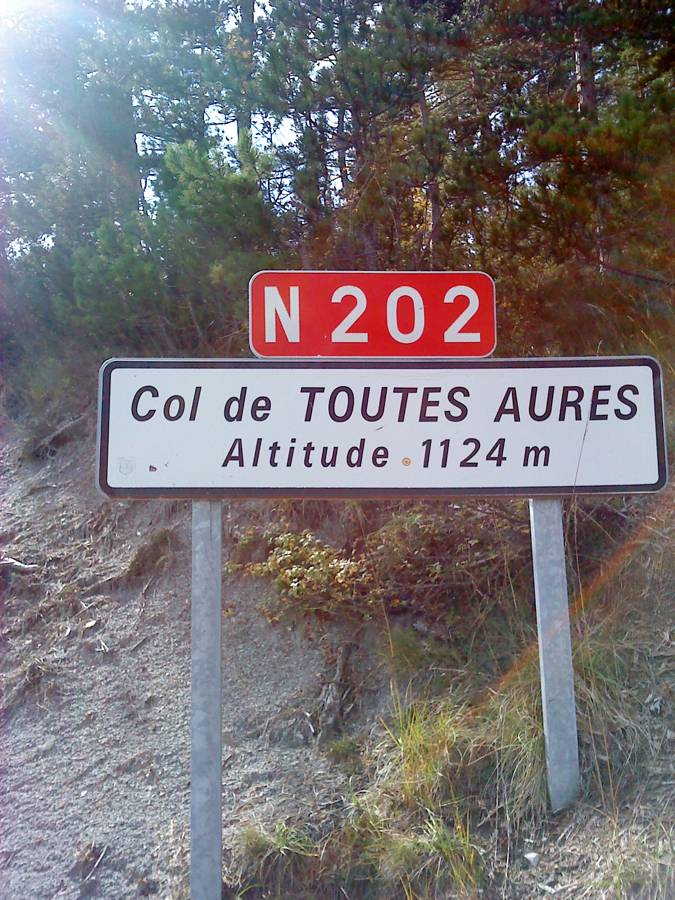 N 202
Col de TOUTES AURES
Altitude 1124 m